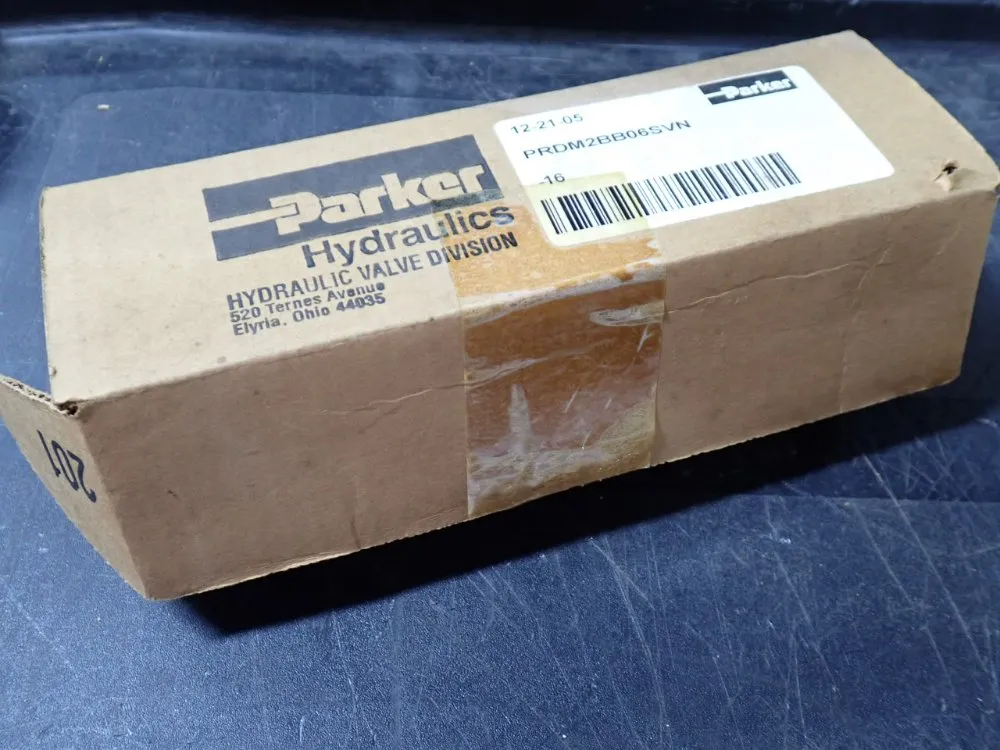 Parker
12-21-05
PRDM2BB06SVN
-16
Parker
Hydraulics
HYDRAULIC VALVE DIVISION
520 Ternes Avenue
Elyria, Ohio 44035
201